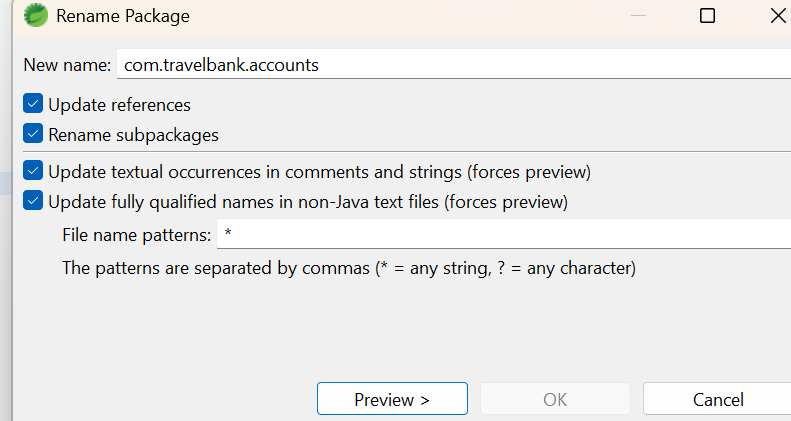 Rename Package
New name: com.travelbank.accounts
Update references
Rename subpackages
Update textual occurrences in comments and strings (forces preview)
Update fully qualified names in non-Java text files (forces preview)
File name patterns: *
The patterns are separated by commas (* = any string, ? = any character)
Preview > OK Cancel